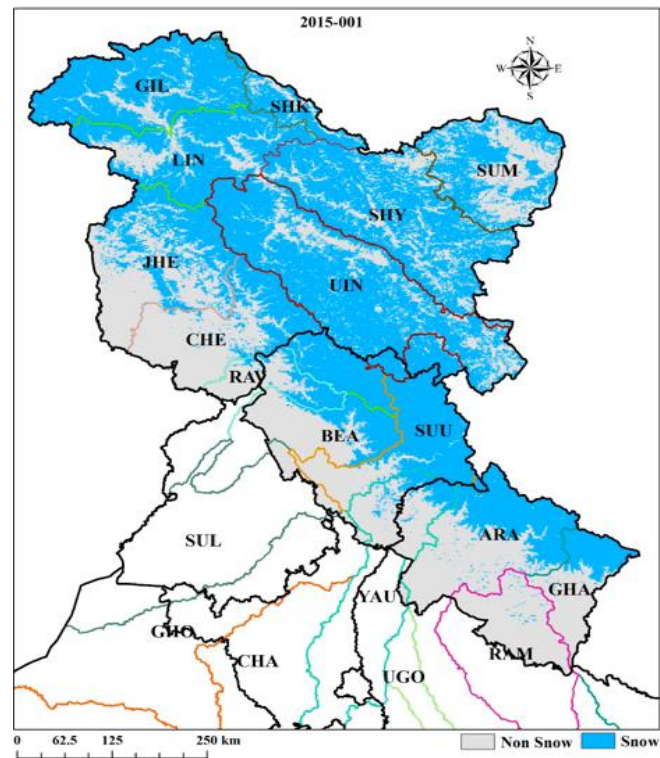 2015-001
N
W E
S
GIL
SHK
LIN
SUM
SHY
JHE
UIN
CHE
RAV
BEA
SUU
ARA
SUL
GHA
YAU
GHO
CHA
RAM
UGO
0 62.5 125 250 km
Non Snow Snow